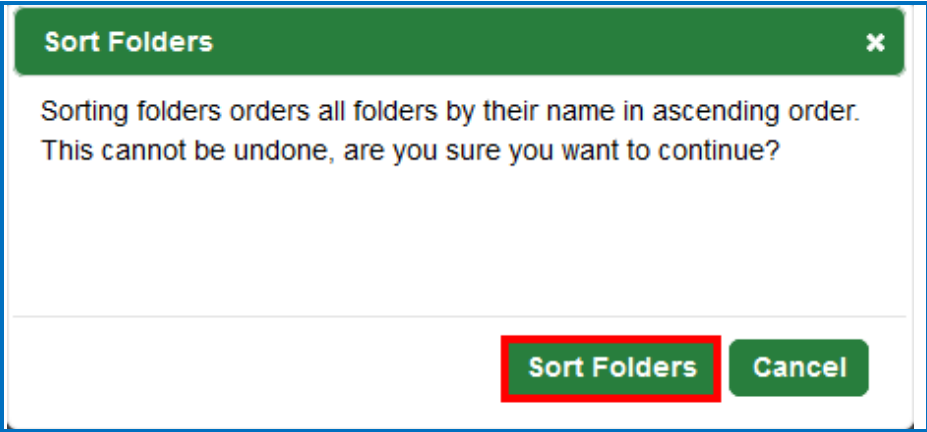 Sort Folders
Sorting folders orders all folders by their name in ascending order.
This cannot be undone, are you sure you want to continue?
Sort Folders
Cancel